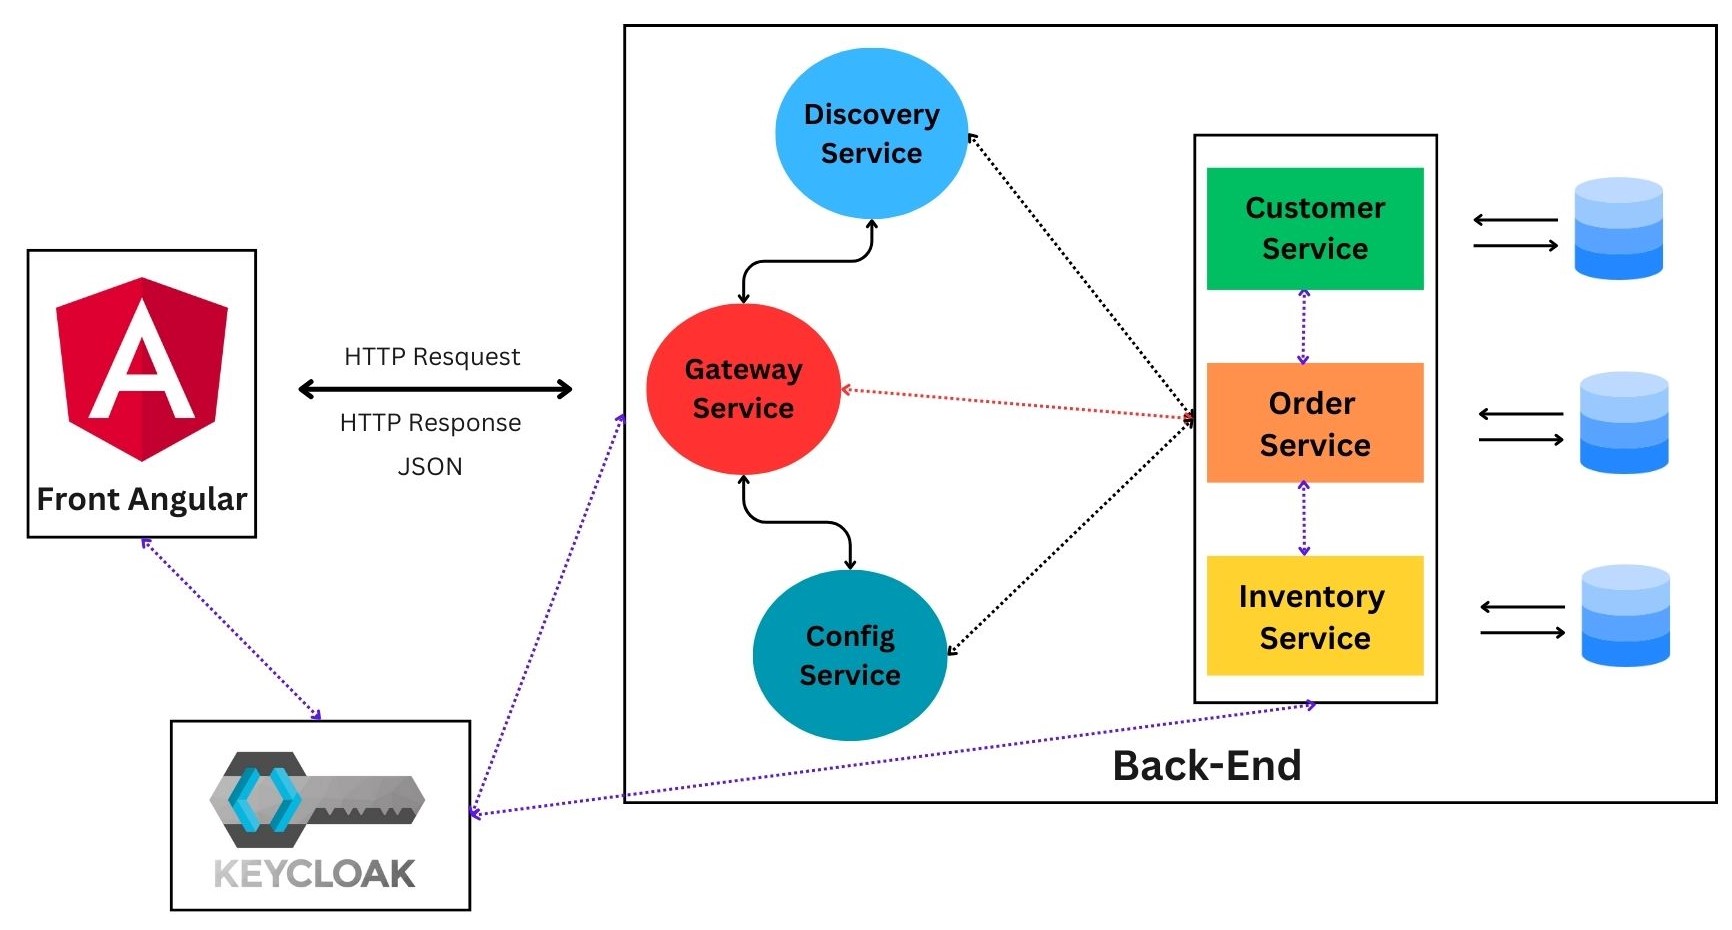 Discovery
Service
Customer
Service
HTTP Resquest
HTTP Response
JSON
Gateway
Service
Order
Service
Front Angular
Config
Service
Inventory
Service
Back-End
KEYCLOAK